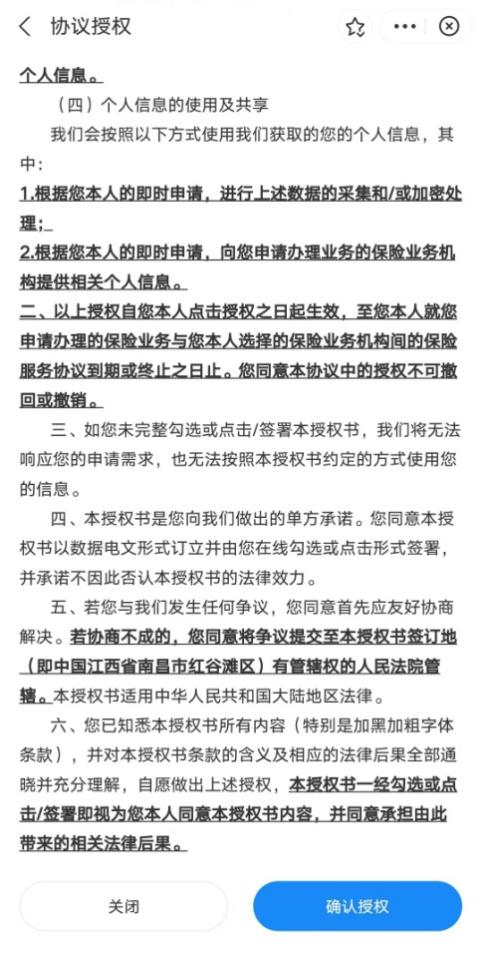 协议授权
个人信息。
（四）个人信息的使用及共享
我们会按照以下方式使用我们获取的您的个人信息，其
中：
1.根据您本人的即时申请，进行上述数据的采集和/或加密处
理；
2.根据您本人的即时申请，向您申请办理业务的保险业务机
构提供相关个人信息。
二、以上授权自您本人点击授权之日起生效，至您本人就您
申请办理的保险业务与您本人选择的保险业务机构间的保险
服务协议到期或终止之日止。您同意本协议中的授权不可撤
回或撤销。
三、如您未完整勾选或点击/签署本授权书，我们将无法
响应您的申请需求，也无法按照本授权书约定的方式使用您
的信息。
四、本授权书是您向我们做出的单方承诺。您同意本授
权书以数据电文形式订立并由您在线勾选或点击形式签署，
并承诺不因此否认本授权书的法律效力。
五、若您与我们发生任何争议，您同意首先应友好协商
解决。若协商不成的，您同意将争议提交至本授权书签订地
（即中国江西省南昌市红谷滩区）有管辖权的人民法院管
辖。本授权书适用中华人民共和国大陆地区法律。
六、您已知悉本授权书所有内容（特别是加黑加粗字体
条款），并对本授权书条款的含义及相应的法律后果全部通
晓并充分理解，自愿做出上述授权，本授权书一经勾选或点
击/签署即视为您本人同意本授权书内容，并同意承担由此
带来的相关法律后果。
关闭
确认授权